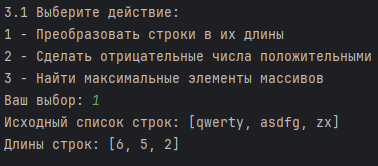 3.1 Выберите действие:
1 - Преобразовать строки в их длины
2 - Сделать отрицательные числа положительными
3 - Найти максимальные элементы массивов
Ваш выбор: 1
Исходный список строк: [qwerty, asdfg, zx]
Длины строк: [6, 5, 2]